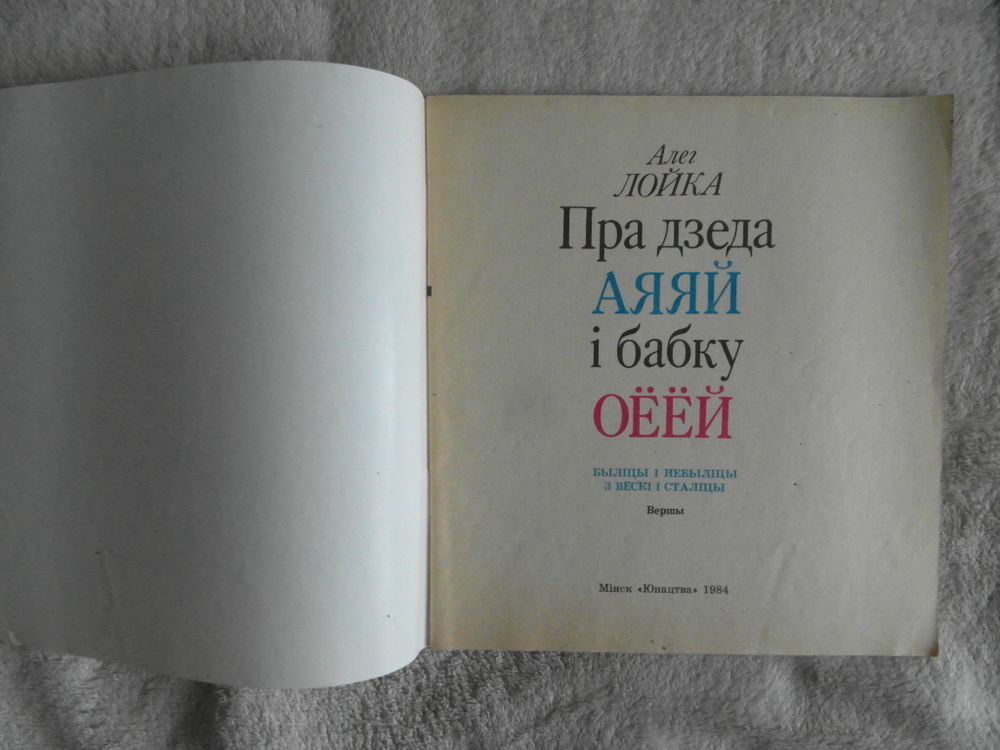 Алег
ЛОЙКА
Пра дзеда
АЯЯЙ
і бабку
ОЁЁЙ
БЫЛІЦЫ І НЕБЫЛІЦЫ
З ВЁСКІ І СТАЛІЦЫ
Вершы
Мінск «Юнацтва» 1984